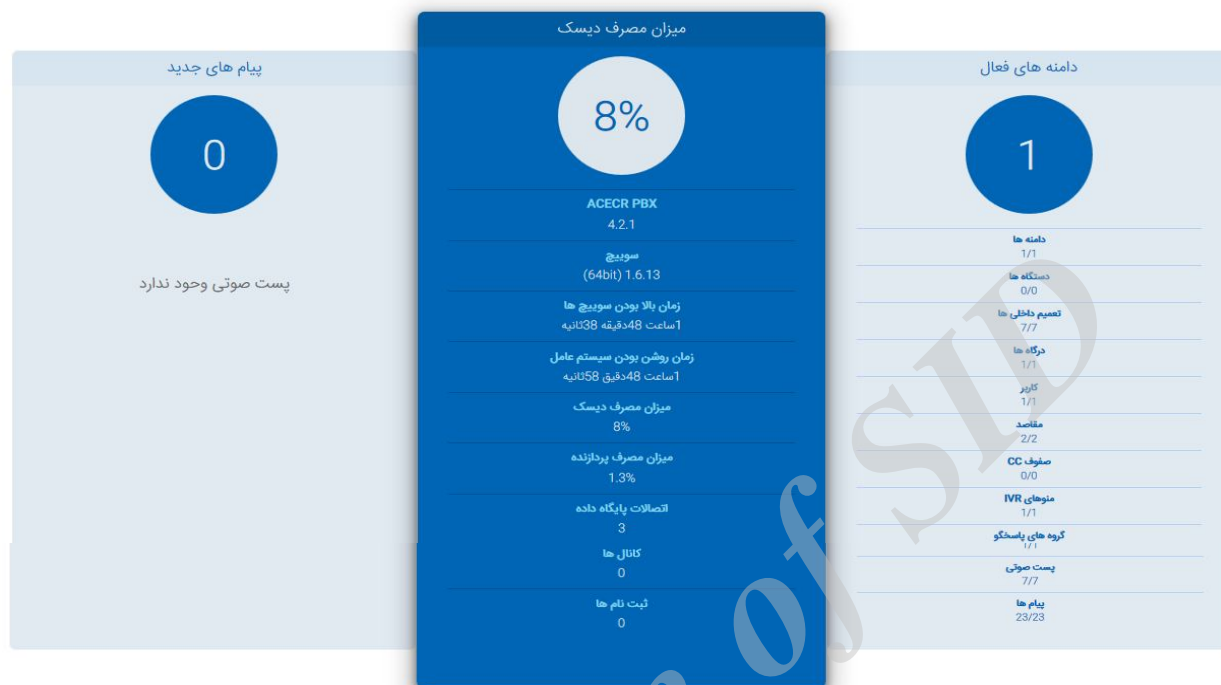 دامنه های فعال
1
دامنه ها
1/1
دستگاه ها
0/0
تعمیم داخلی ها
7/7
درگاه ها
1/1
کاربر
1/1
مقاصد
2/2
صفوف CC
0/0
منوهای IVR
1/1
گروه های پاسخگو
1/1
پست صوتی
7/7
پیام ها
23/23
میزان مصرف دیسک
8%
ACECR PBX
4.2.1
سوییچ
1.6.13 (64bit)
زمان بالا بودن سوییچ ها
1ساعت 48دقیقه 38ثانیه
زمان روشن بودن سیستم عامل
1ساعت 48دقیق 58ثانیه
میزان مصرف دیسک
8%
میزان مصرف پردازنده
1.3%
اتصالات پایگاه داده
3
کانال ها
0
ثبت نام ها
0
پیام های جدید
0
پست صوتی وحود ندارد
of SID